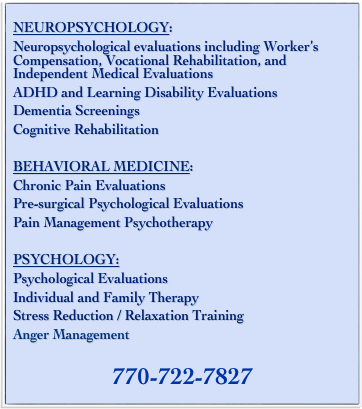 NEUROPSYCHOLOGY:
Neuropsychological evaluations including Worker's
Compensation, Vocational Rehabilitation, and
Independent Medical Evaluations
ADHD and Learning Disability Evaluations
Dementia Screenings
Cognitive Rehabilitation
BEHAVIORAL MEDICINE:
Chronic Pain Evaluations
Pre-surgical Psychological Evaluations
Pain Management Psychotherapy
PSYCHOLOGY:
Psychological Evaluations
Individual and Family Therapy
Stress Reduction / Relaxation Training
Anger Management
770-722-7827